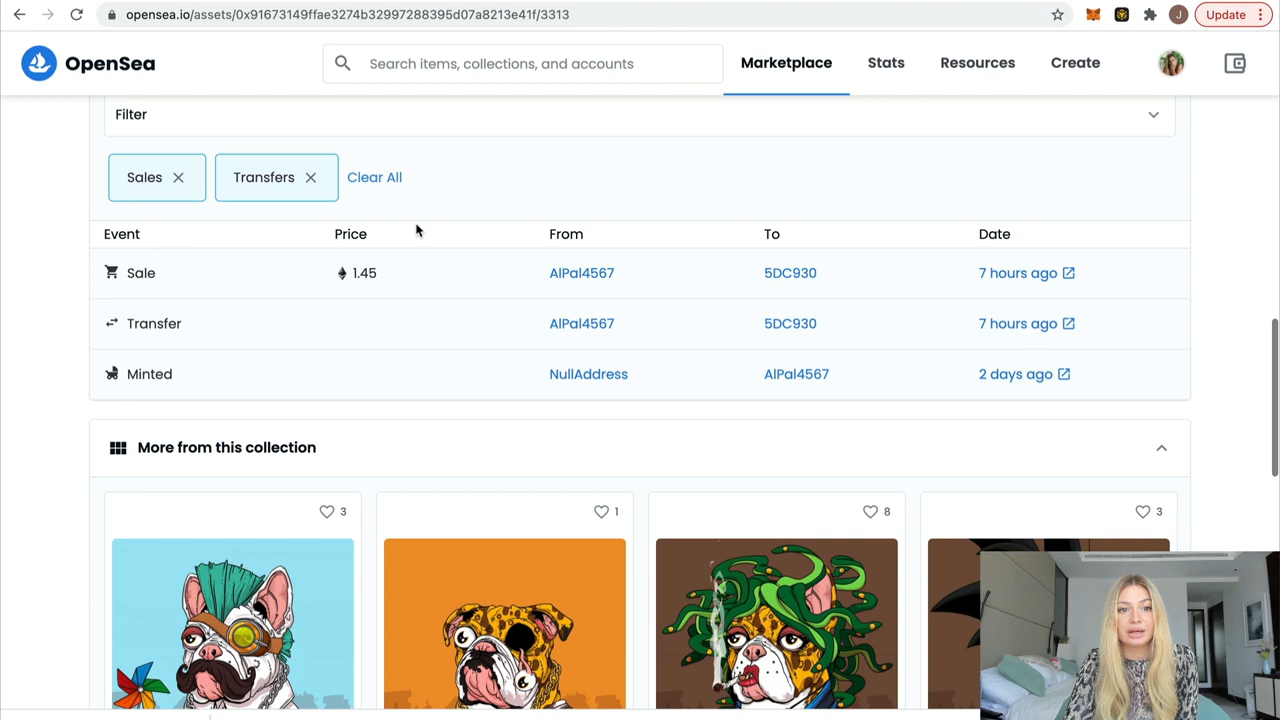 opensea.io/assets/0x91673149ffae3274b32997288395d07a8213e41f/3313
J
Update
OpenSea
Search items, collections, and accounts
Marketplace
Stats
Resources
Create
Filter
Sales
Transfers
Clear All
Event Price From To Date
Sale 1.45 AlPal4567 5DC930 7 hours ago
Transfer AlPal4567 5DC930 7 hours ago
Minted NullAddress AlPal4567 2 days ago
More from this collection
3
1
8
3